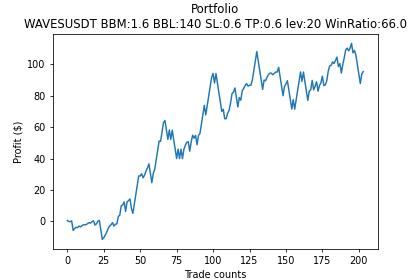 Portfolio
WAVESUSDT BBM:1.6 BBL:140 SL:0.6 TP:0.6 lev:20 WinRatio:66.0
Profit ($)
100
80
60
40
20
0
0 25 50 75 100 125 150 175 200
Trade counts